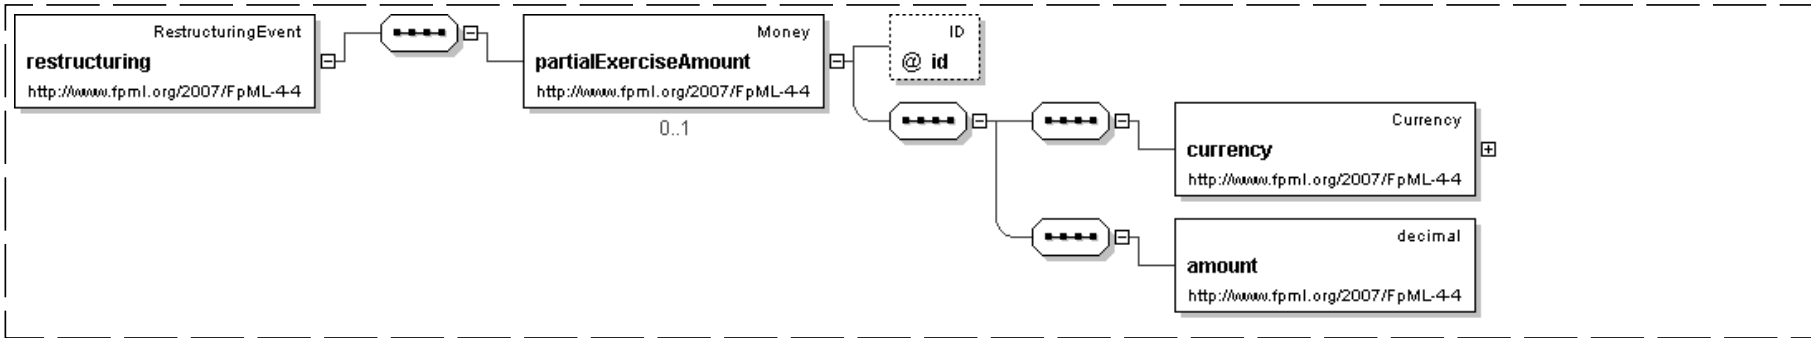 RestructuringEvent
restructuring
http://www.fpml.org/2007/FpML-4-4
Money
partialExerciseAmount
http://www.fpml.org/2007/FpML-4-4
0..1
ID
@ id
Currency
currency
http://www.fpml.org/2007/FpML-4-4
decimal
amount
http://www.fpml.org/2007/FpML-4-4